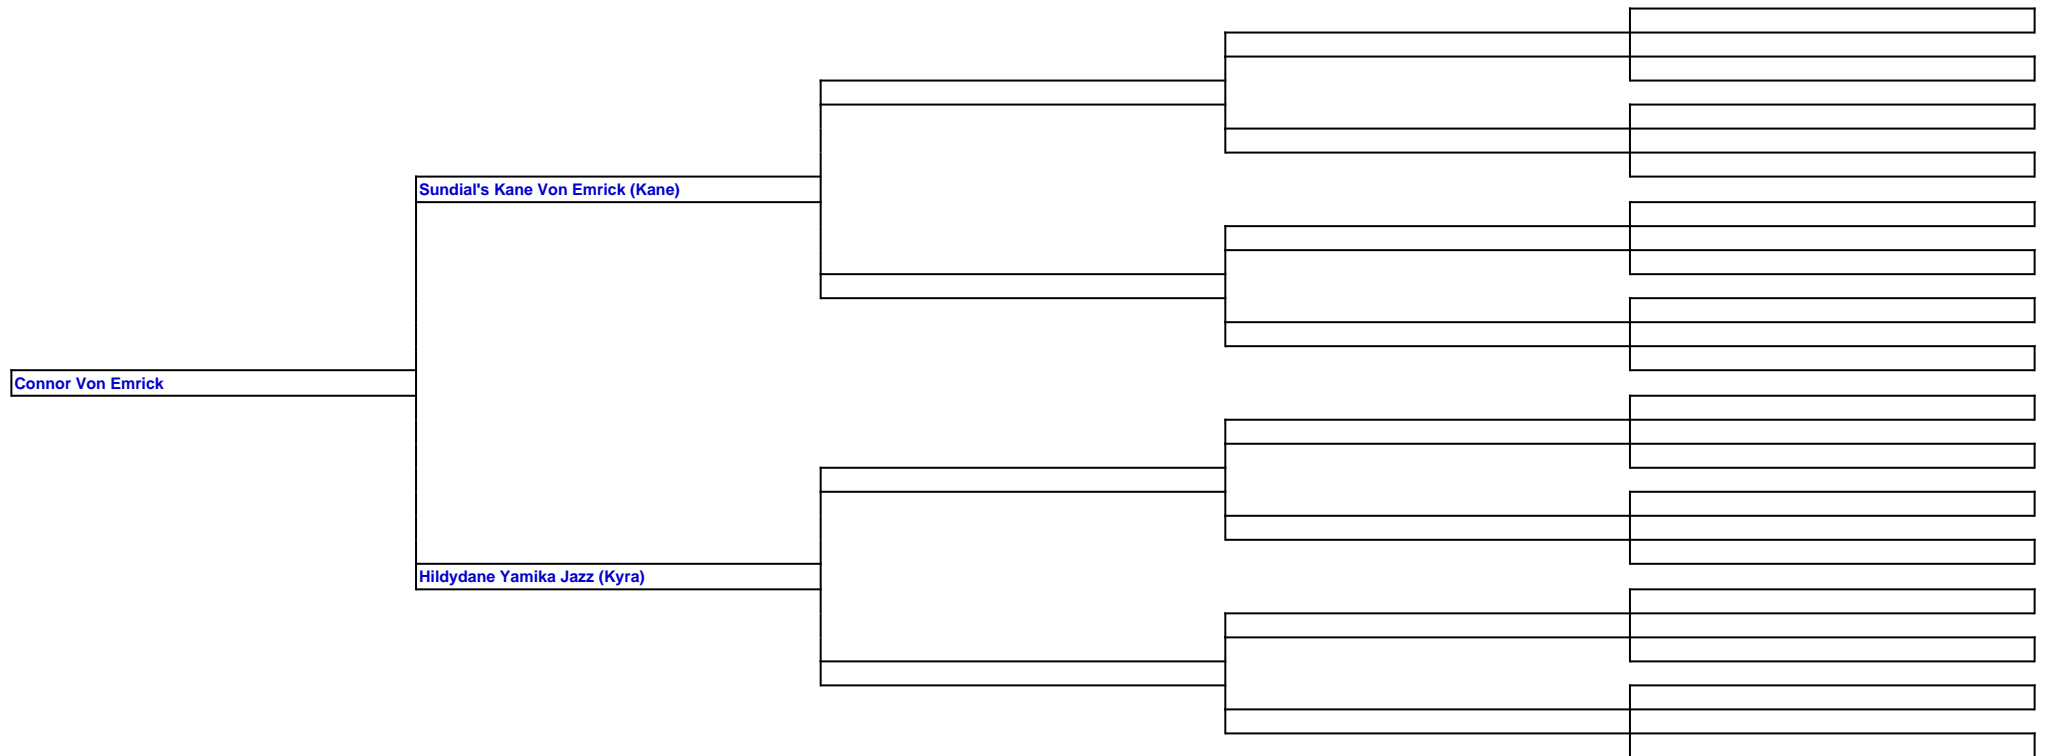 Sundial's Kane Von Emrick (Kane)
Connor Von Emrick
Hildydane Yamika Jazz (Kyra)